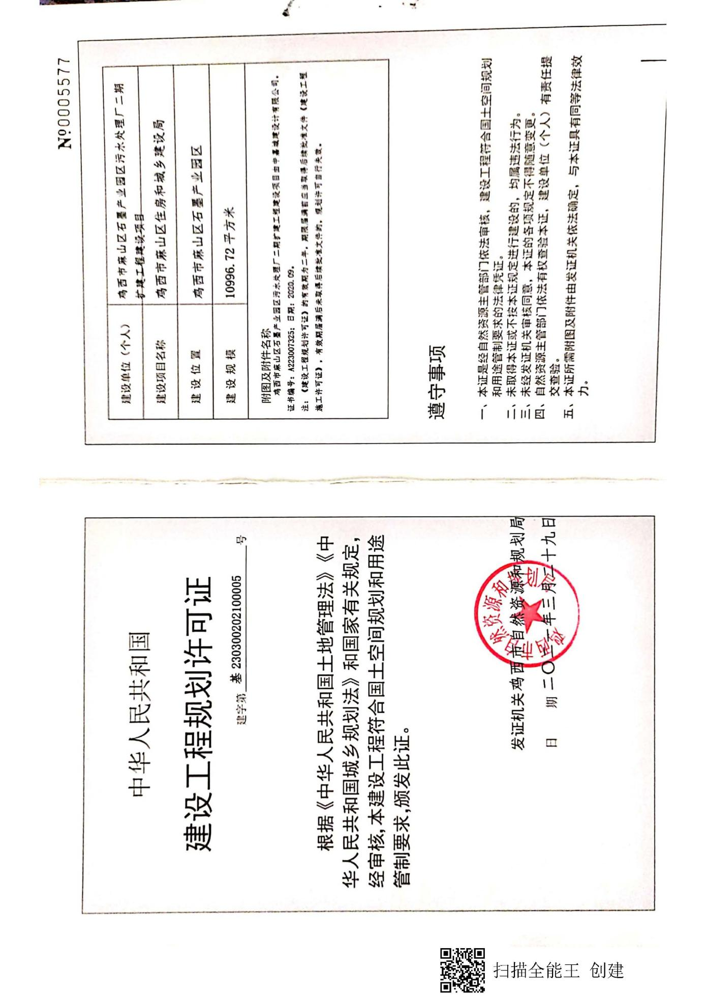 中华人民共和国
建设工程规划许可证
建字第 基 230300202100005 号
根据《中华人民共和国土地管理法》《中
华人民共和国城乡规划法》和国家有关规定，
经审核，本建设工程符合国土空间规划和用途
管制要求，颁发此证。
发证机关 鸡西市自然资源和规划局
日 期 二〇二一年三月二十九日
鸡西市自然资源和规划局
№0005577
建设单位（个人） 鸡西市麻山区石墨产业园区污水处理厂二期
扩建工程建设项目
建设项目名称 鸡西市麻山区住房和城乡建设局
建设位置 鸡西市麻山区石墨产业园区
建设规模 10996.72 平方米
附图及附件名称
鸡西市麻山区石墨产业园区污水处理厂二期扩建工程建设项目由中嘉城建设计有限公司，
证书编号：A223007325；日期：2020.09。
注：《建设工程规划许可证》的有效期为二年，期限届满前应当取得后续批准文件《建设工程
施工许可证》，有效期届满后未取得后续批准文件的，规划许可自行失效。
遵守事项
一、本证是经自然资源主管部门依法审核，建设工程符合国土空间规划
和用途管制要求的法律凭证。
二、未取得本证或不按本证规定进行建设的，均属违法行为。
三、未经发证机关审核同意，本证的各项规定不得随意变更。
四、自然资源主管部门依法有权查验本证，建设单位（个人）有责任提
交查验。
五、本证所需附图及附件由发证机关依法确定，与本证具有同等法律效
力。
扫描全能王 创建